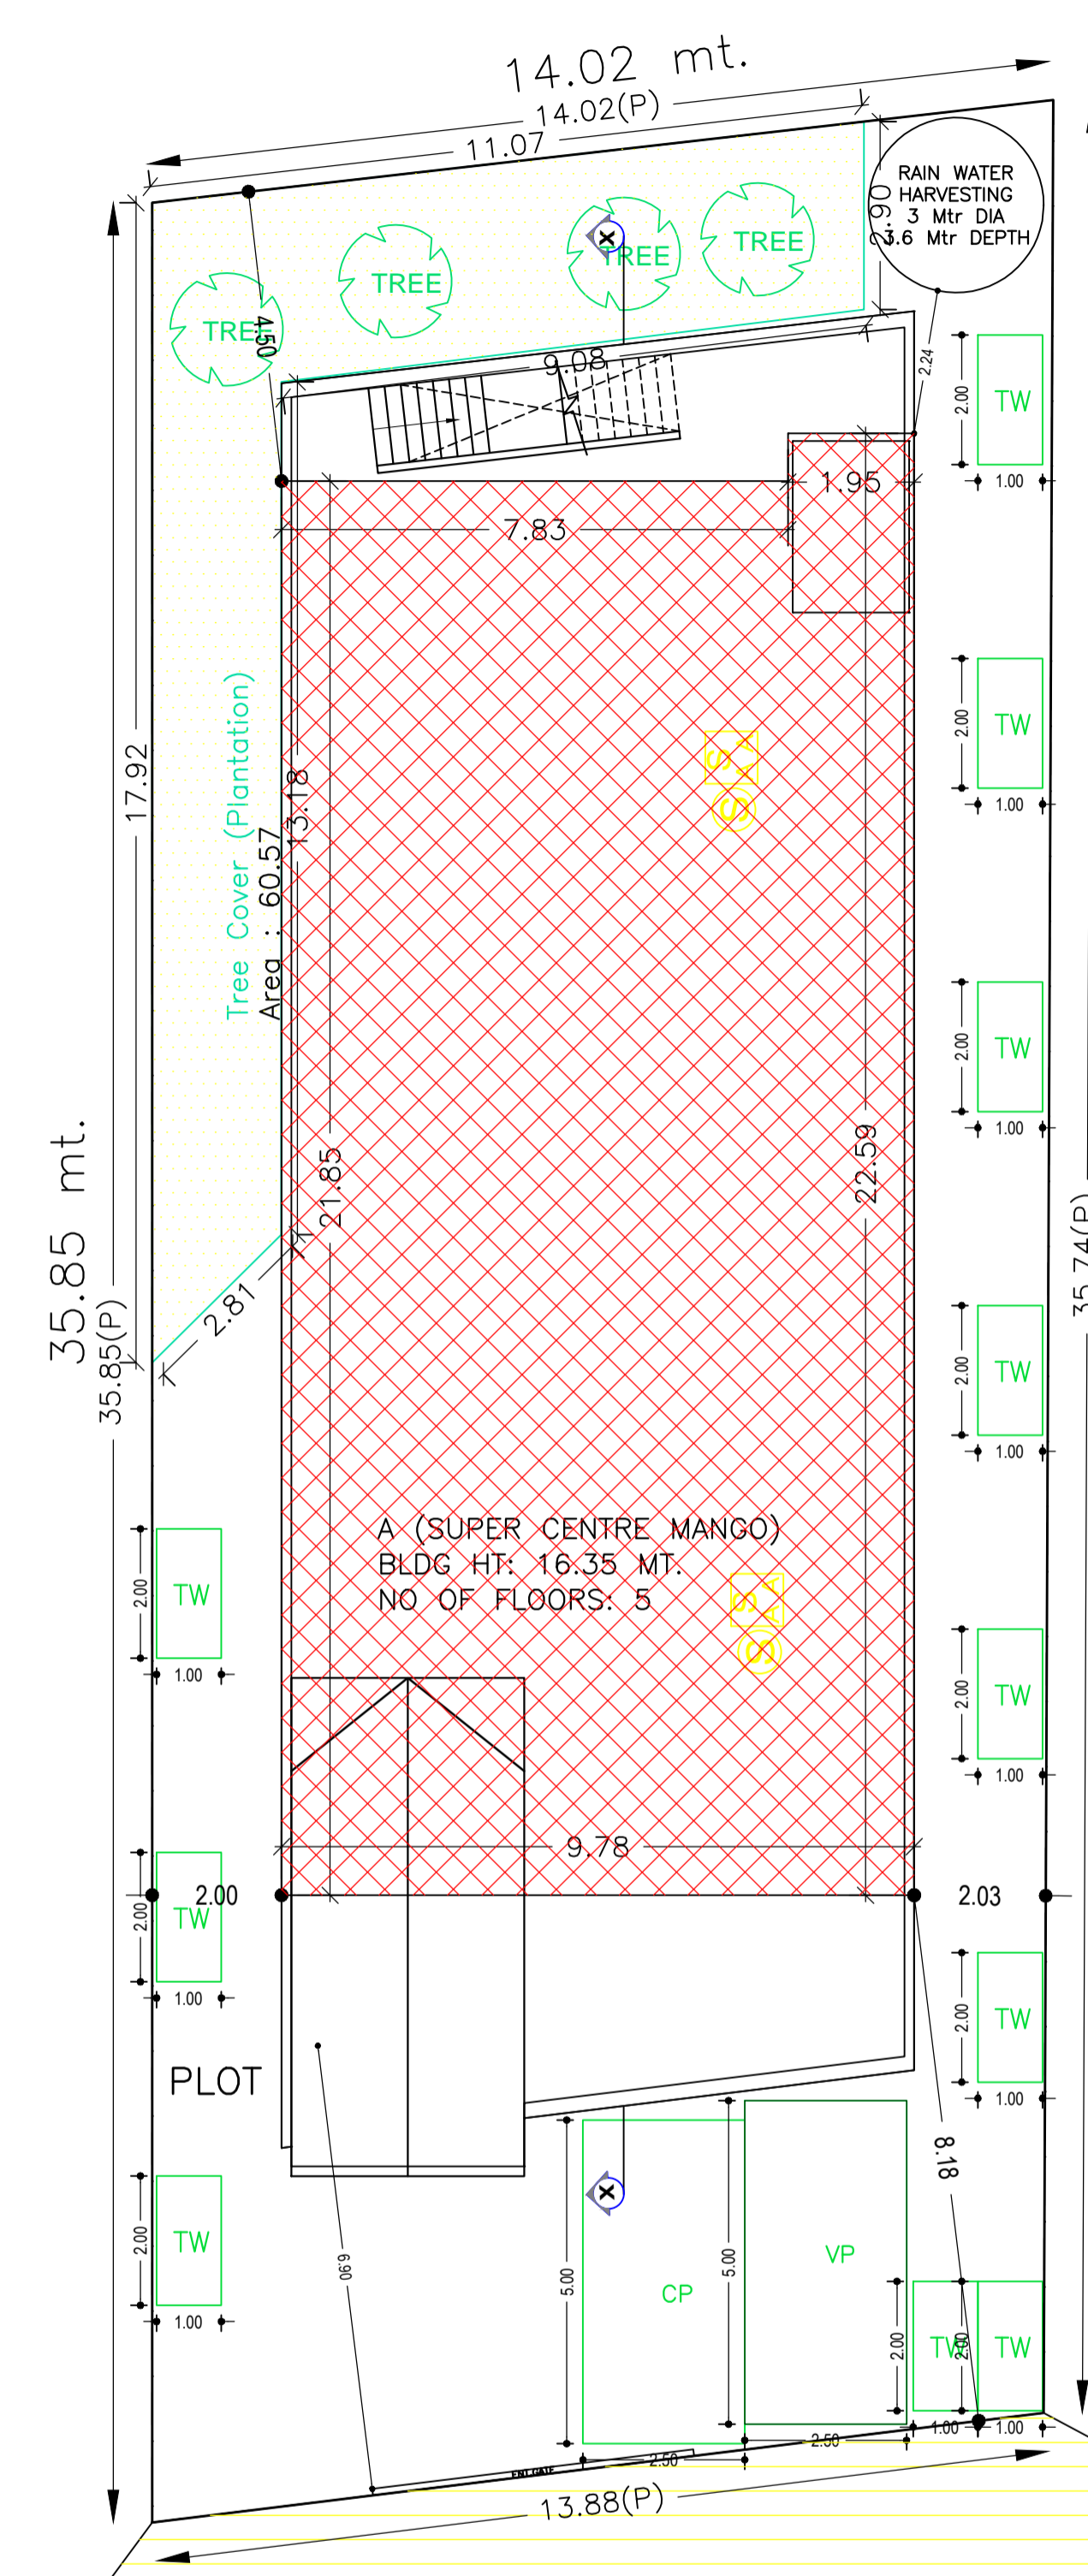 14.02 mt.
14.02(P)
11.07
RAIN WATER
HARVESTING
3 Mtr DIA
3.6 Mtr DEPTH
2.90
X
TREE
TREE
TREE
TREE
4.50
9.08
2.24
2.00
TW
1.00
1.95
7.83
2.00
TW
1.00
17.92
13.18
Tree Cover (Plantation)
Area : 60.57
S
S
A A
2.00
TW
1.00
21.85
22.59
35.85 mt.
35.85(P)
35.74(P)
2.81
2.00
TW
1.00
A (SUPER CENTRE MANGO)
BLDG HT: 16.35 MT.
NO OF FLOORS: 5
S
S
A A
2.00
TW
1.00
2.00
TW
1.00
9.78
2.00
2.03
2.00
TW
1.00
2.00
TW
1.00
PLOT
8.18
2.00
TW
1.00
6.90
X
5.00
CP
2.50
5.00
VP
2.50
2.00
TW
1.00
2.00
TW
1.00
ENT.GATE
13.88(P)